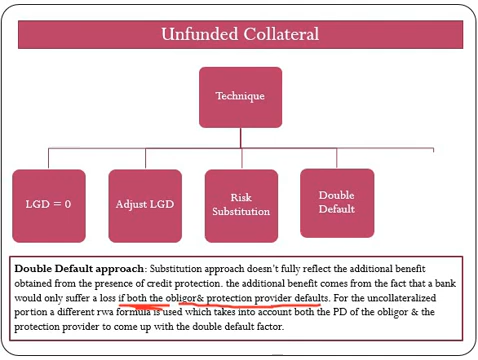 Unfunded Collateral
Technique
LGD = 0
Adjust LGD
Risk
Substitution
Double
Default
Double Default approach: Substitution approach doesn't fully reflect the additional benefit
obtained from the presence of credit protection. the additional benefit comes from the fact that a bank
would only suffer a loss if both the obligor& protection provider defaults. For the uncollateralized
portion a different rwa formula is used which takes into account both the PD of the obligor & the
protection provider to come up with the double default factor.